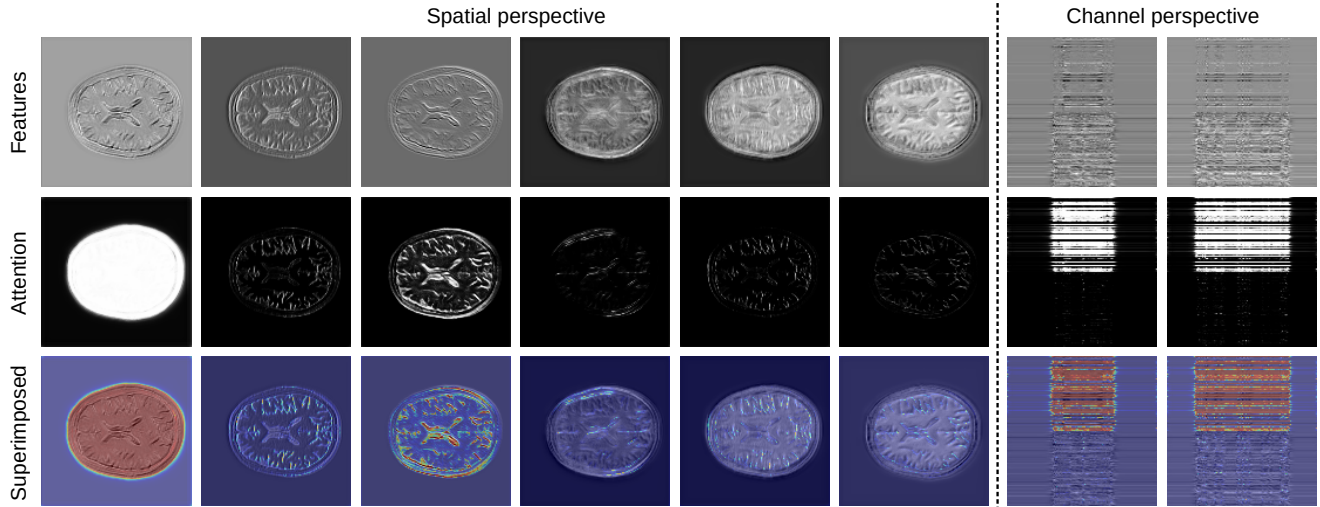 Spatial perspective
Channel perspective
Features
Attention
Superimposed